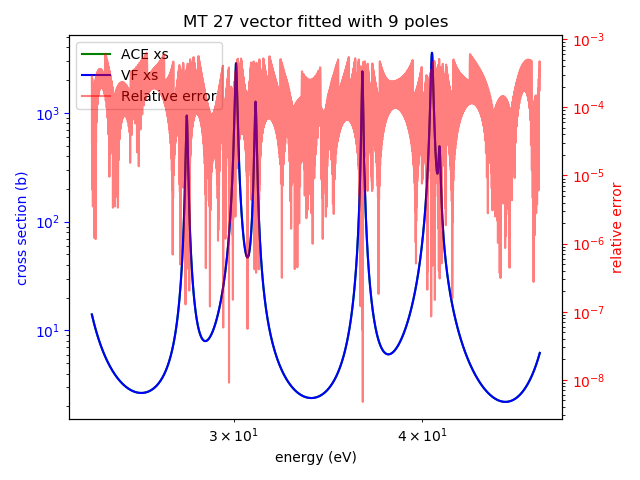 MT 27 vector fitted with 9 poles
ACE xs
VF xs
Relative error
10³
10²
10¹
cross section (b)
10⁻³
10⁻⁴
10⁻⁵
10⁻⁶
10⁻⁷
10⁻⁸
relative error
3 × 10¹
4 × 10¹
energy (eV)